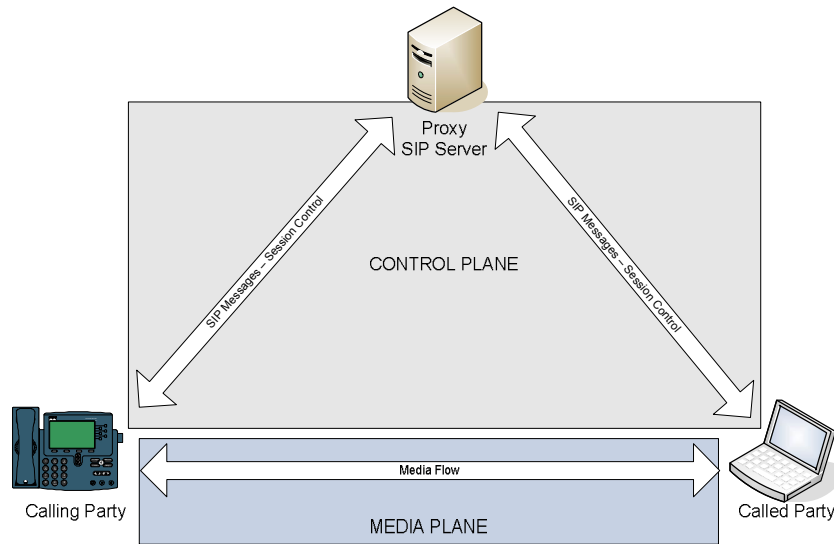 Proxy
SIP Server
SIP Messages – Session Control
SIP Messages – Session Control
CONTROL PLANE
Media Flow
Calling Party
Called Party
MEDIA PLANE